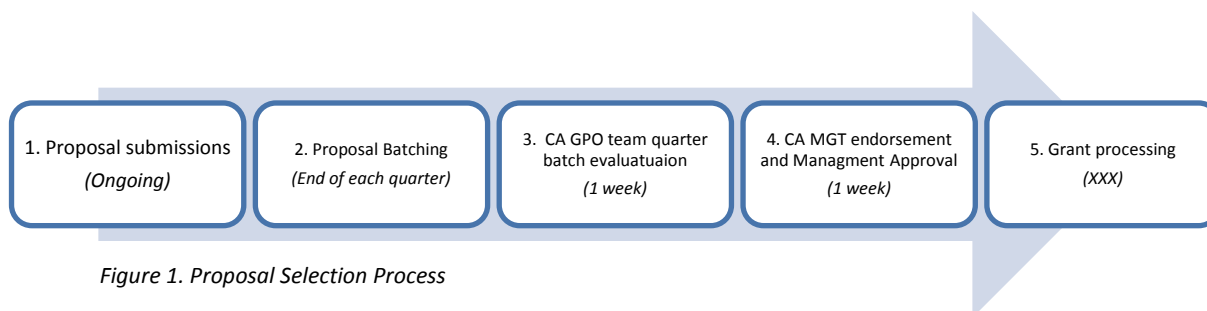 1. Proposal submissions
(Ongoing)
2. Proposal Batching
(End of each quarter)
3. CA GPO team quarter
batch evaluatuaion
(1 week)
4. CA MGT endorsement
and Managment Approval
(1 week)
5. Grant processing
(XXX)
Figure 1. Proposal Selection Process